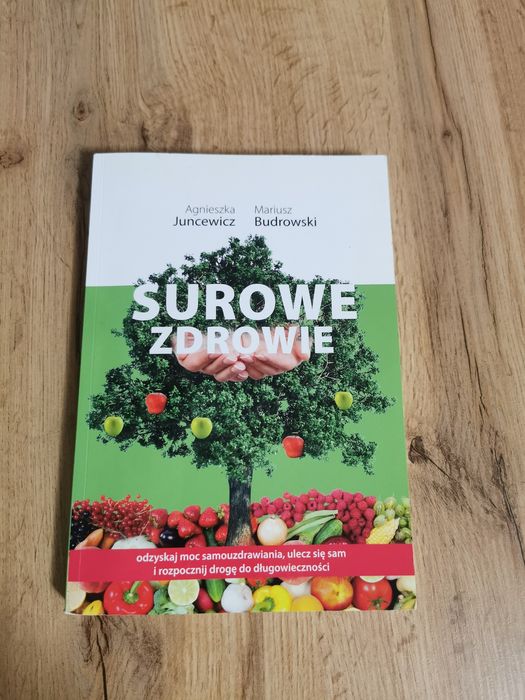 Agnieszka Mariusz
Juncewicz Budrowski
SUROWE
ZDROWIE
odzyskaj moc samouzdrawiania, ulecz się sam
i rozpocznij drogę do długowieczności